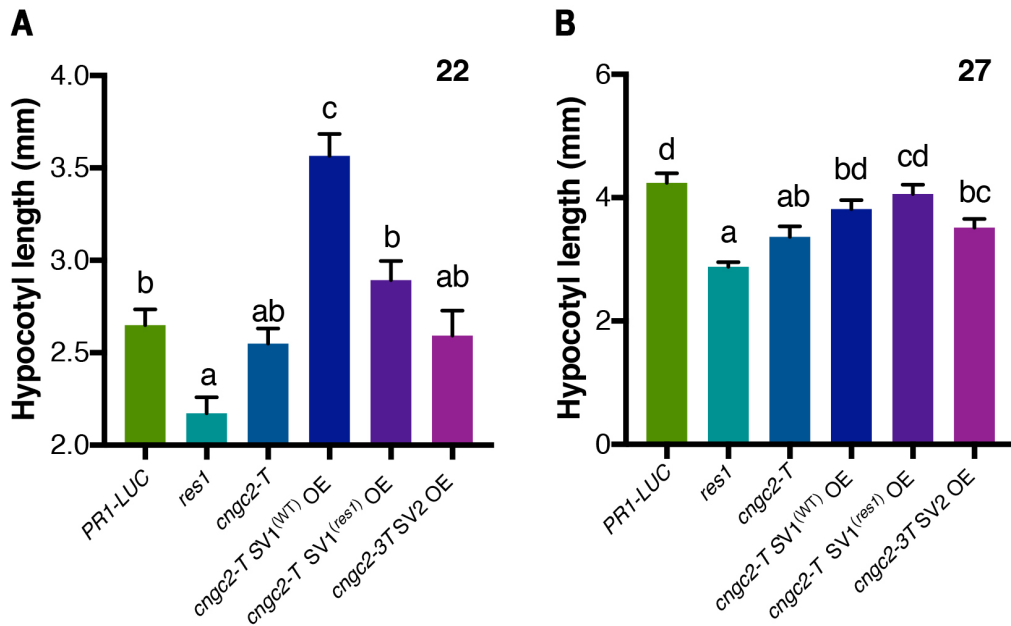 A
22
Hypocotyl length (mm)
4.0
3.5
3.0
2.5
2.0
b
a
ab
c
b
ab
PR1-LUC
res1
cngc2-T
cngc2-T SV1(WT) OE
cngc2-T SV1(res1) OE
cngc2-3T SV2 OE
B
27
Hypocotyl length (mm)
6
4
2
0
d
a
ab
bd
cd
bc
PR1-LUC
res1
cngc2-T
cngc2-T SV1(WT) OE
cngc2-T SV1(res1) OE
cngc2-3T SV2 OE